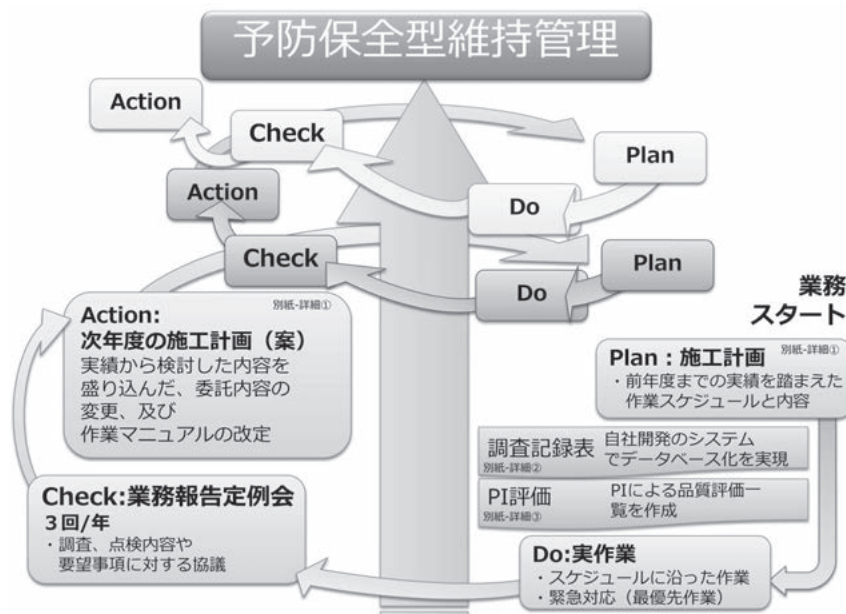 予防保全型維持管理
Action
Check
Plan
Do
Action
Check
Plan
Do
業務
スタート
Plan：施工計画 別紙-詳細①
・前年度までの実績を踏まえた
作業スケジュールと内容
調査記録表 自社開発のシステム
別紙-詳細② でデータベース化を実現
PI評価 PIによる品質評価一
別紙-詳細③ 覧を作成
Do:実作業
・スケジュールに沿った作業
・緊急対応（最優先作業）
Check:業務報告定例会
３回/年
・調査、点検内容や
要望事項に対する協議
Action: 別紙-詳細①
次年度の施工計画（案）
実績から検討した内容を
盛り込んだ、委託内容の
変更、及び
作業マニュアルの改定